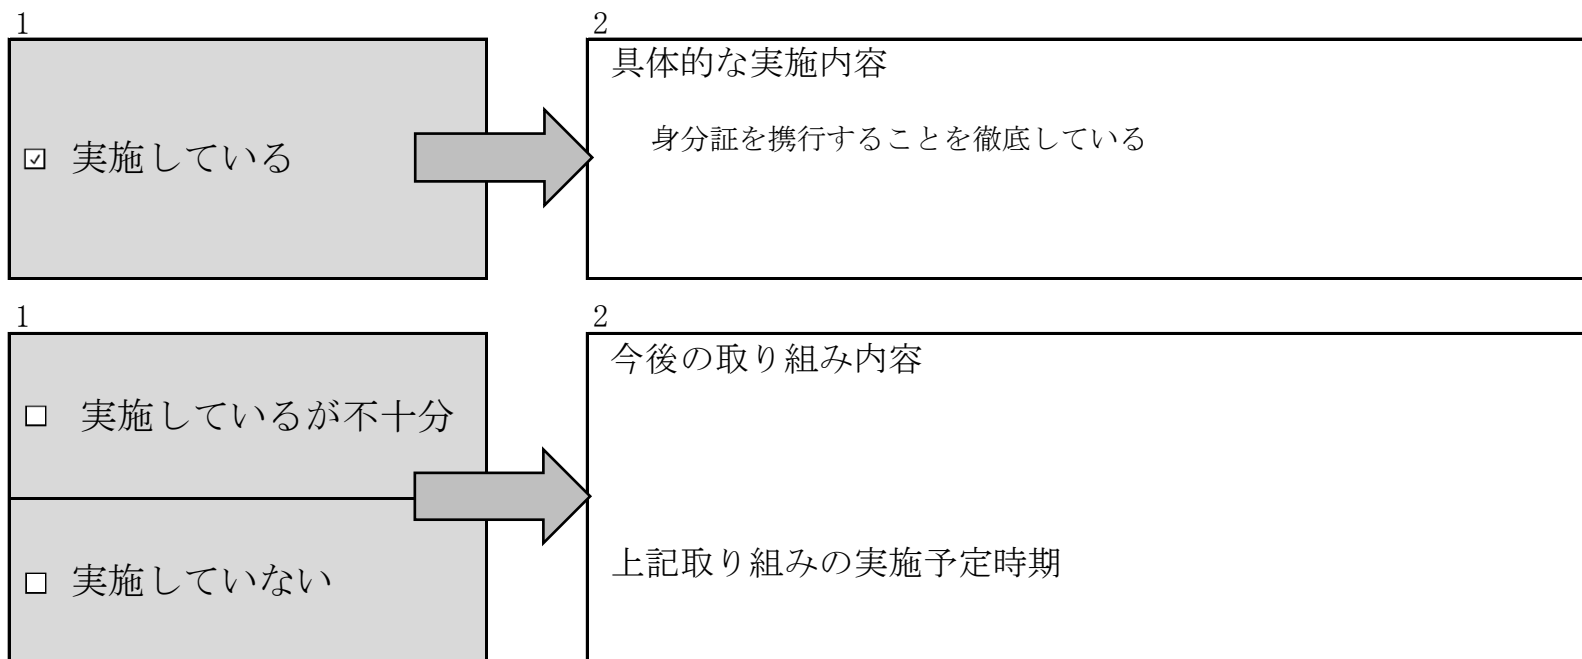 1
2
☑ 実施している
具体的な実施内容
身分証を携行することを徹底している
1
2
☐ 実施しているが不十分
☐ 実施していない
今後の取り組み内容
上記取り組みの実施予定時期